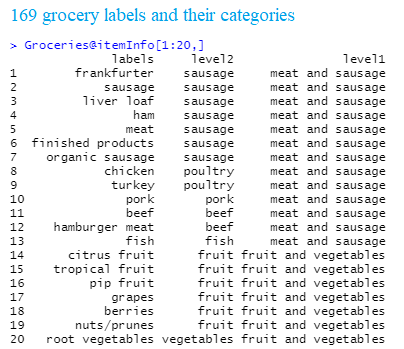 169 grocery labels and their categories
> Groceries@itemInfo[1:20,]
labels level2 level1
1 frankfurter sausage meat and sausage
2 sausage sausage meat and sausage
3 liver loaf sausage meat and sausage
4 ham sausage meat and sausage
5 meat sausage meat and sausage
6 finished products sausage meat and sausage
7 organic sausage sausage meat and sausage
8 chicken poultry meat and sausage
9 turkey poultry meat and sausage
10 pork pork meat and sausage
11 beef beef meat and sausage
12 hamburger meat beef meat and sausage
13 fish fish meat and sausage
14 citrus fruit fruit fruit and vegetables
15 tropical fruit fruit fruit and vegetables
16 pip fruit fruit fruit and vegetables
17 grapes fruit fruit and vegetables
18 berries fruit fruit and vegetables
19 nuts/prunes fruit fruit and vegetables
20 root vegetables vegetables fruit and vegetables